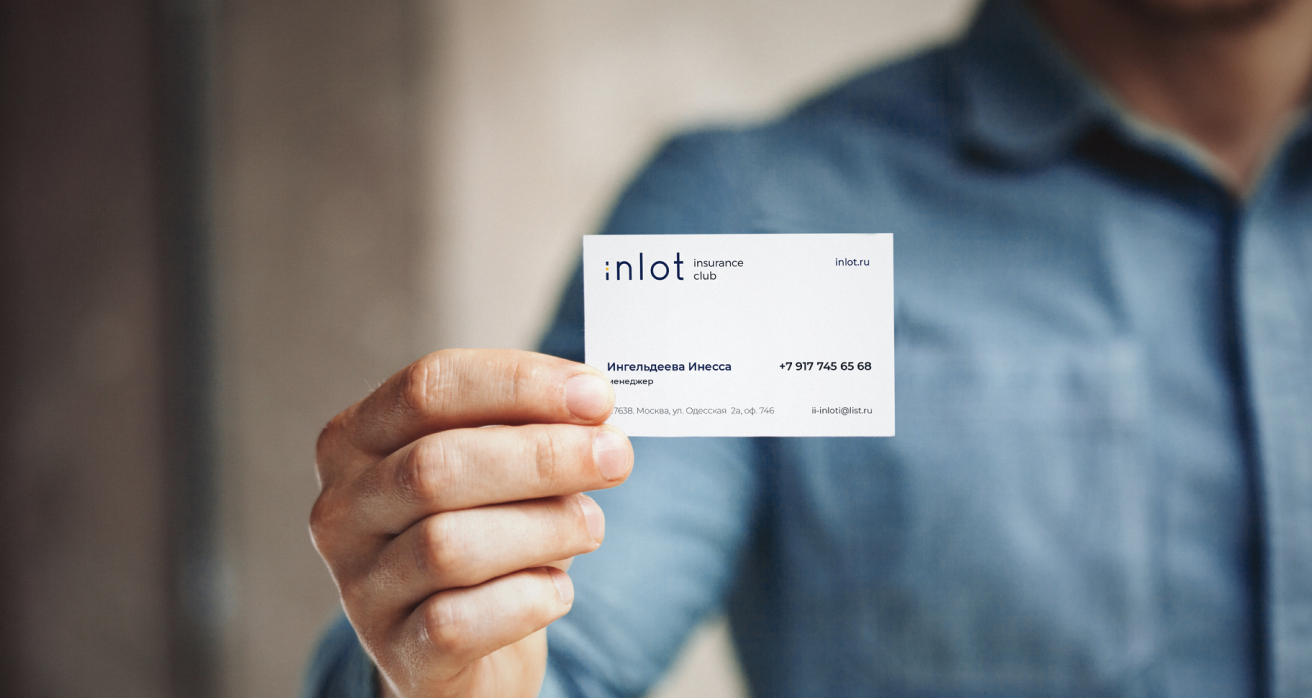 inlot insurance club
inlot.ru
Ингельдеева Инесса
+7 917 745 65 68
менеджер
7638. Москва, ул. Одесская 2а, оф. 746
ii-inloti@list.ru